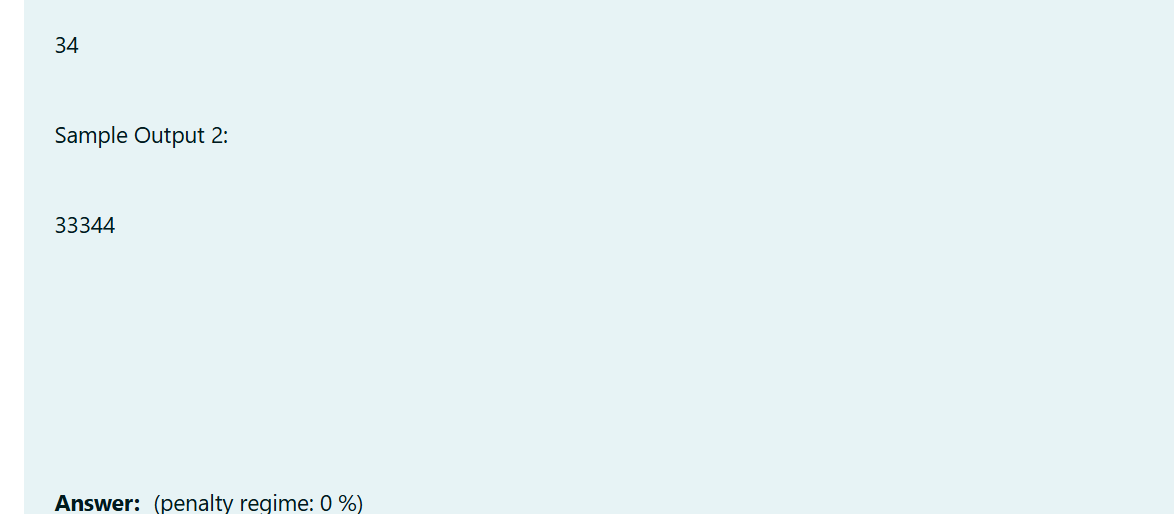 34
Sample Output 2:
33344
Answer: (penalty regime: 0 %)